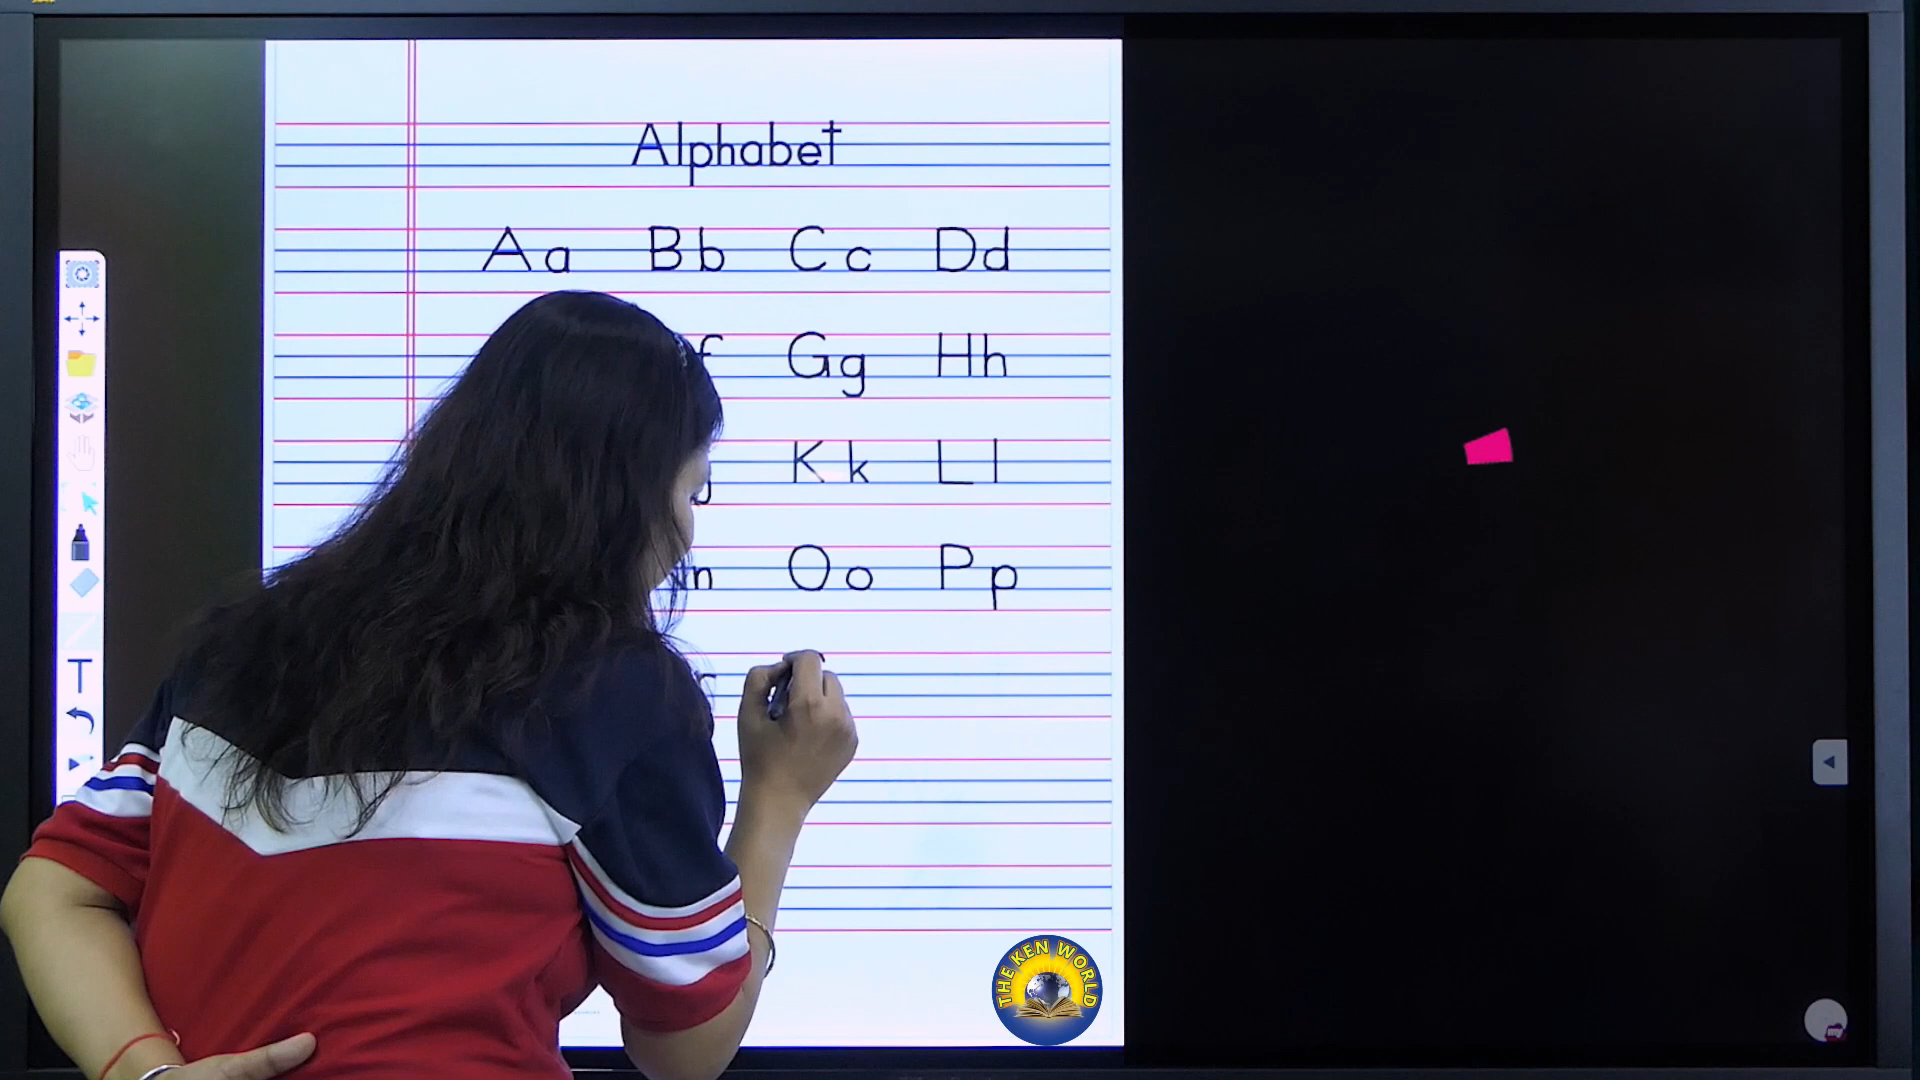 Alphabet
Aa Bb Cc Dd
f Gg Hh
j Kk Ll
n Oo Pp
r
T
THE KEN WORLD